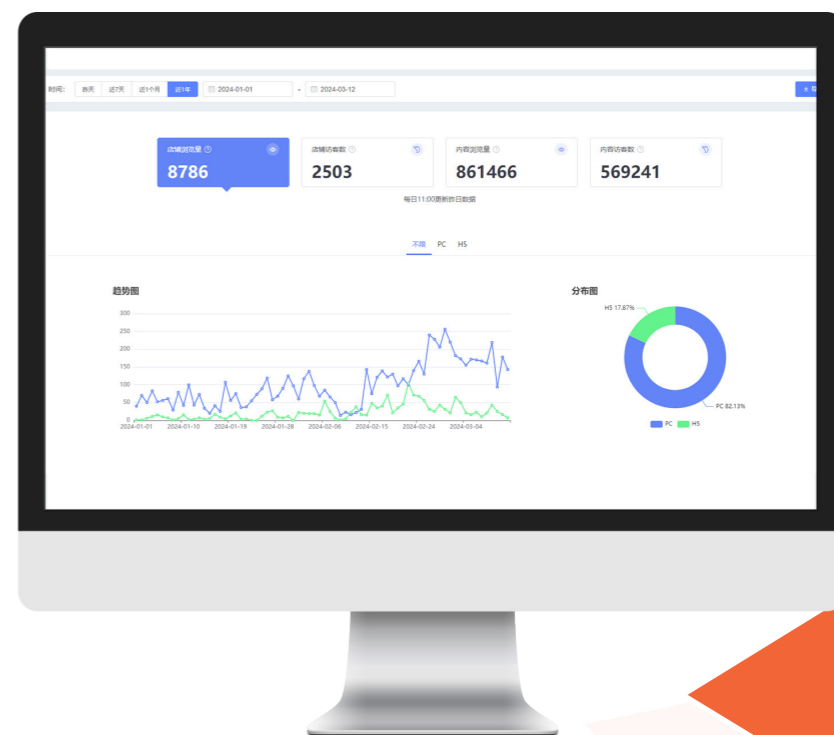 时间： 昨天 近7天 近1个月 近1年 2024-01-01 - 2024-03-12
店铺浏览量 店铺访客数 内容浏览量 内容访客数
8786 2503 861466 569241
每日11:00更新昨日数据
不限 PC H5
趋势图 分布图
300
250
200
150
100
50
0
2024-01-01 2024-01-10 2024-01-19 2024-01-28 2024-02-06 2024-02-15 2024-02-24 2024-03-04
H5 17.87%
PC 82.13%
PC H5